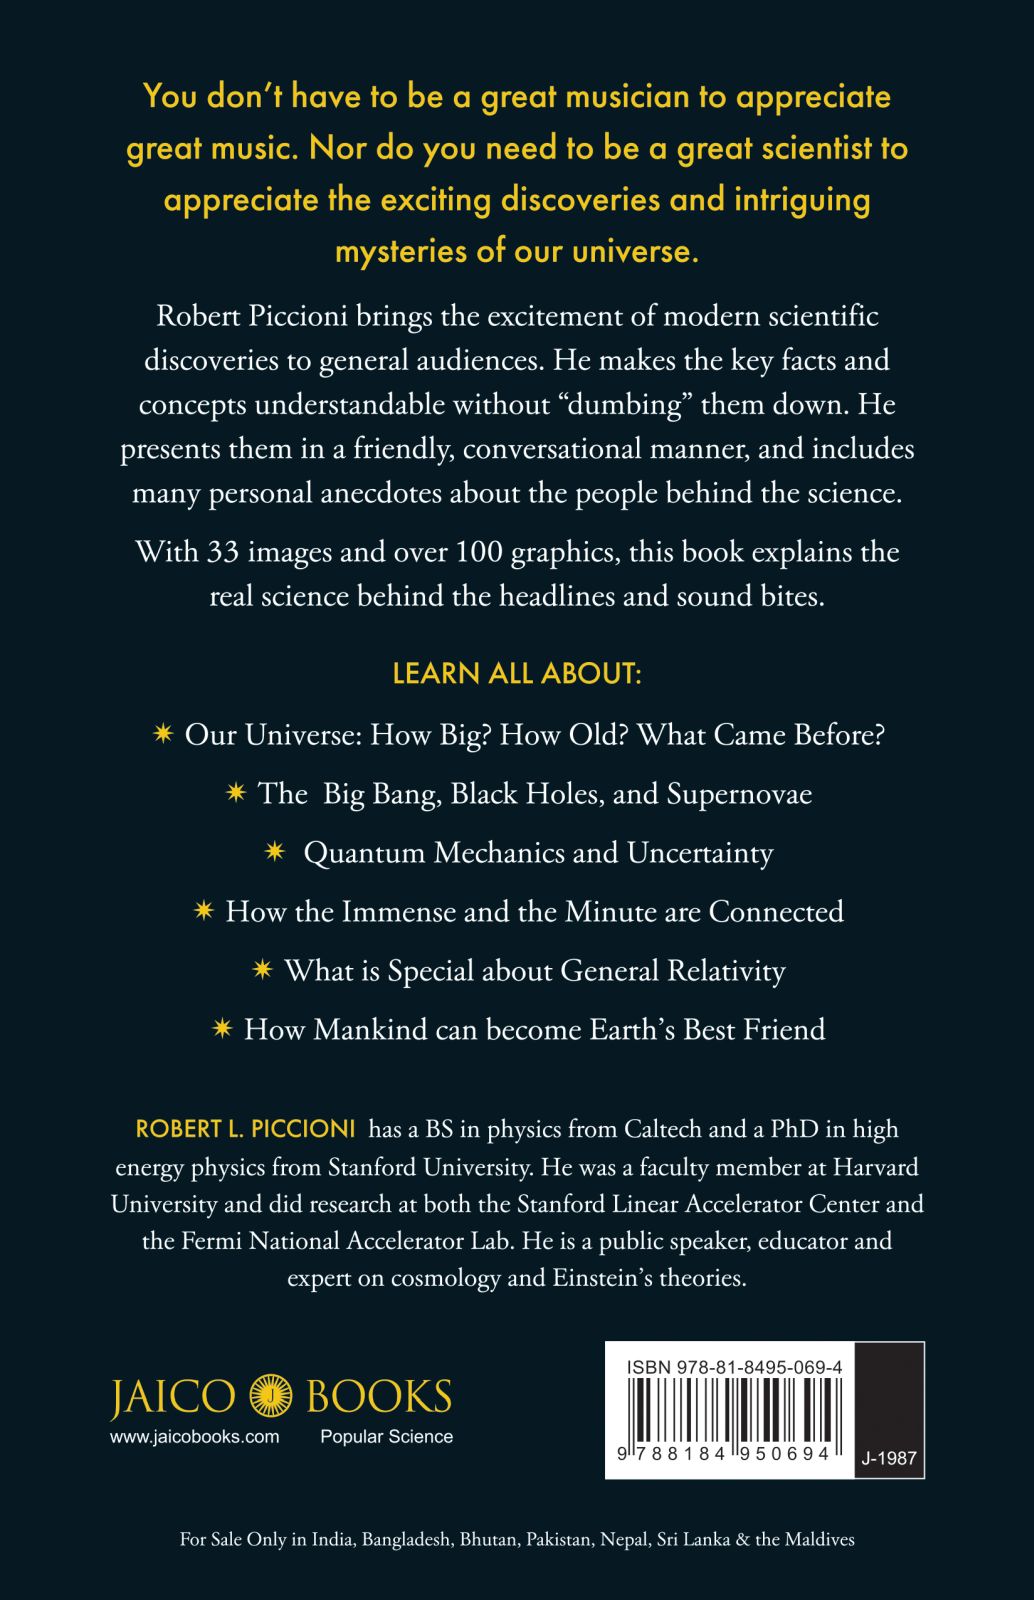 You don’t have to be a great musician to appreciate
great music. Nor do you need to be a great scientist to
appreciate the exciting discoveries and intriguing
mysteries of our universe.
Robert Piccioni brings the excitement of modern scientific
discoveries to general audiences. He makes the key facts and
concepts understandable without “dumbing” them down. He
presents them in a friendly, conversational manner, and includes
many personal anecdotes about the people behind the science.
With 33 images and over 100 graphics, this book explains the
real science behind the headlines and sound bites.
LEARN ALL ABOUT:
✷ Our Universe: How Big? How Old? What Came Before?
✷ The Big Bang, Black Holes, and Supernovae
✷ Quantum Mechanics and Uncertainty
✷ How the Immense and the Minute are Connected
✷ What is Special about General Relativity
✷ How Mankind can become Earth’s Best Friend
ROBERT L. PICCIONI has a BS in physics from Caltech and a PhD in high
energy physics from Stanford University. He was a faculty member at Harvard
University and did research at both the Stanford Linear Accelerator Center and
the Fermi National Accelerator Lab. He is a public speaker, educator and
expert on cosmology and Einstein’s theories.
JAICO J BOOKS
www.jaicobooks.com Popular Science
ISBN 978-81-8495-069-4
9 788184 950694
J-1987
For Sale Only in India, Bangladesh, Bhutan, Pakistan, Nepal, Sri Lanka & the Maldives